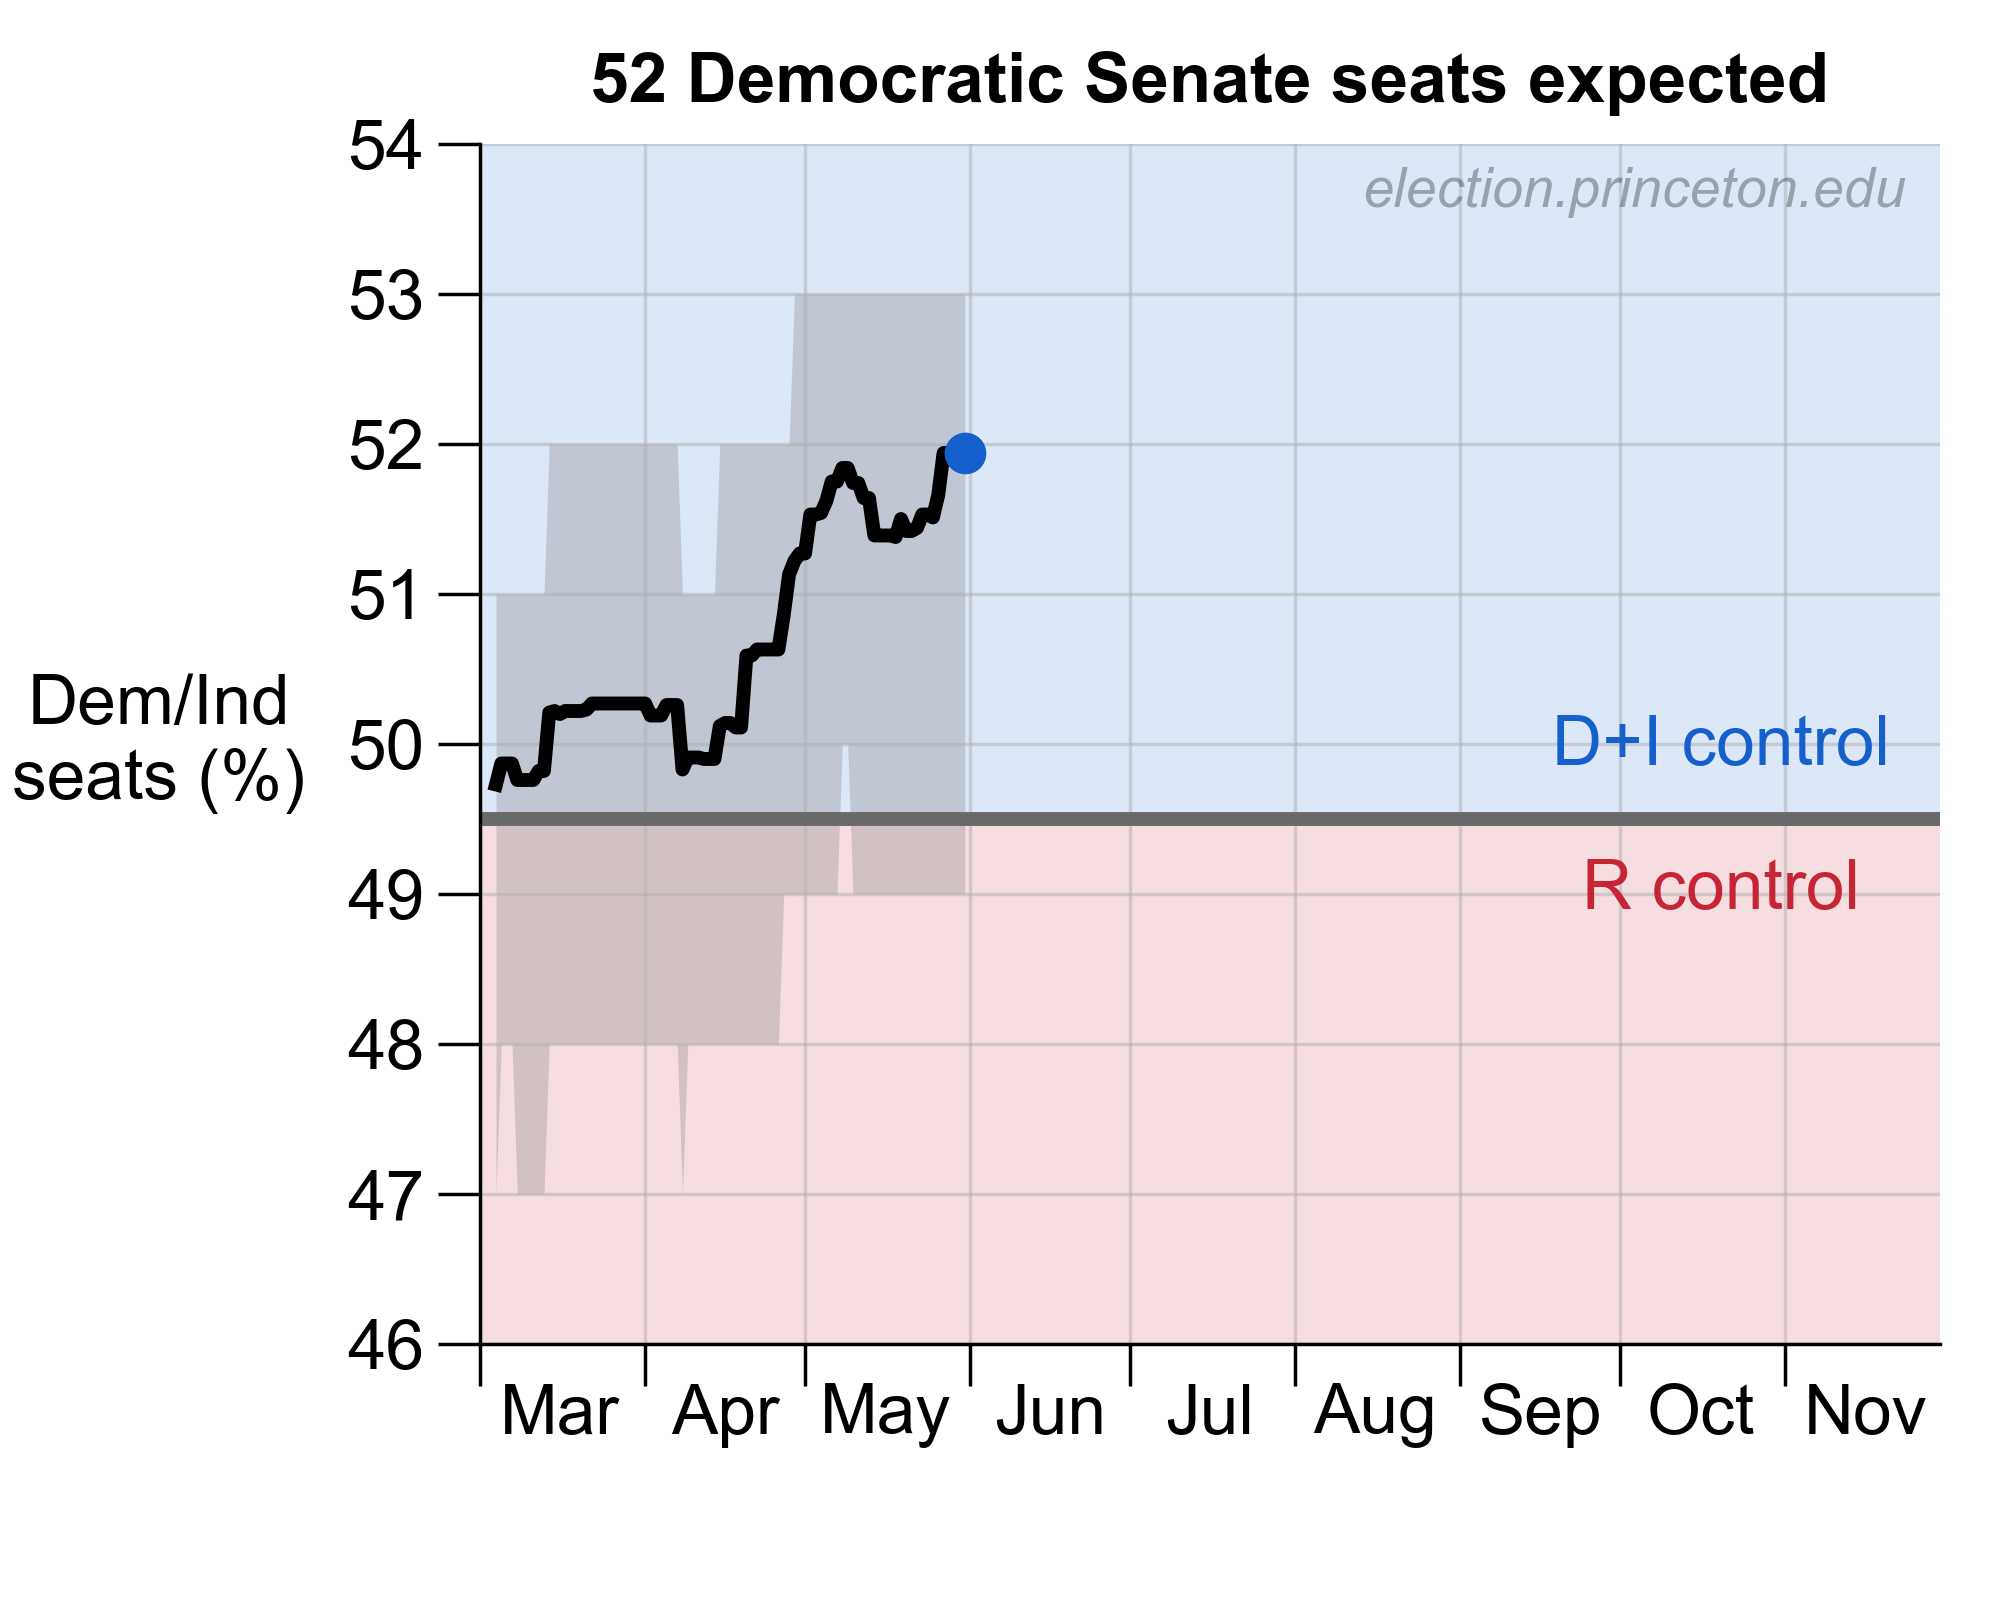 52 Democratic Senate seats expected
election.princeton.edu
54
53
52
51
50
49
48
47
46
Dem/Ind
seats (%)
D+I control
R control
Mar Apr May Jun Jul Aug Sep Oct Nov